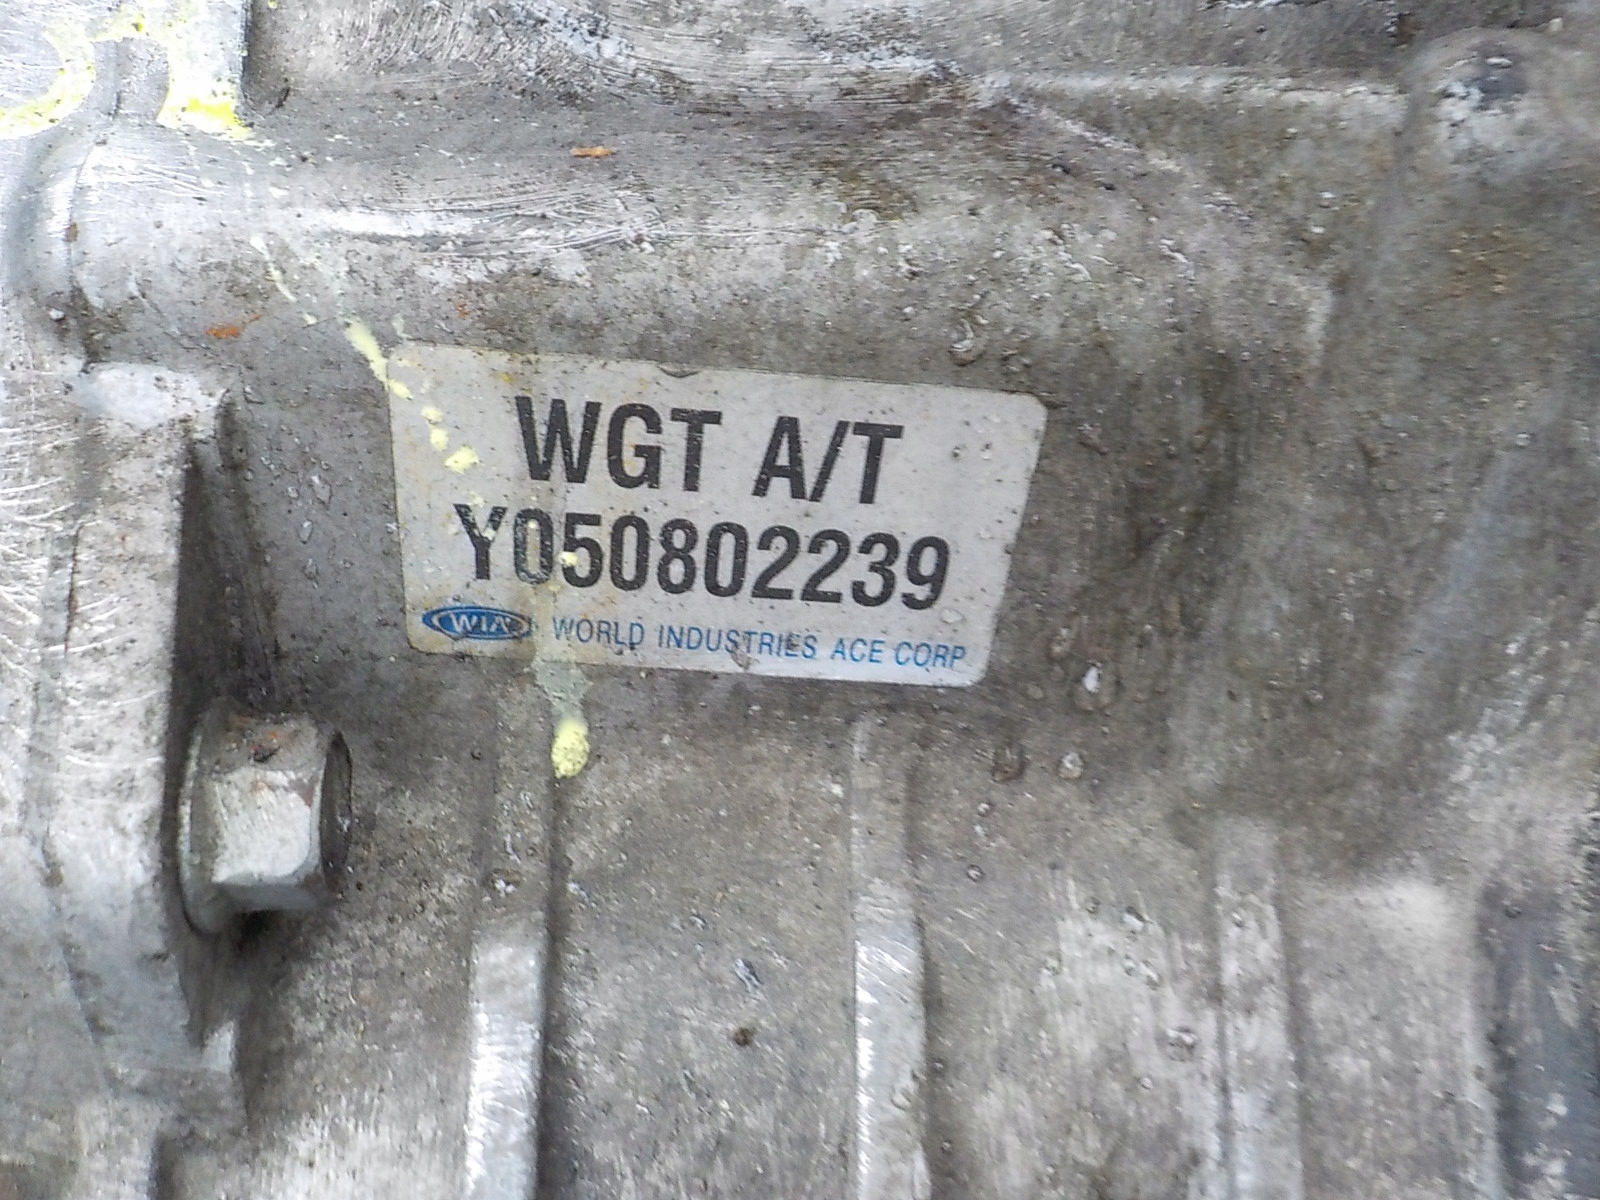 WGT A/T
Y050802239
WIA WORLD INDUSTRIES ACE CORP